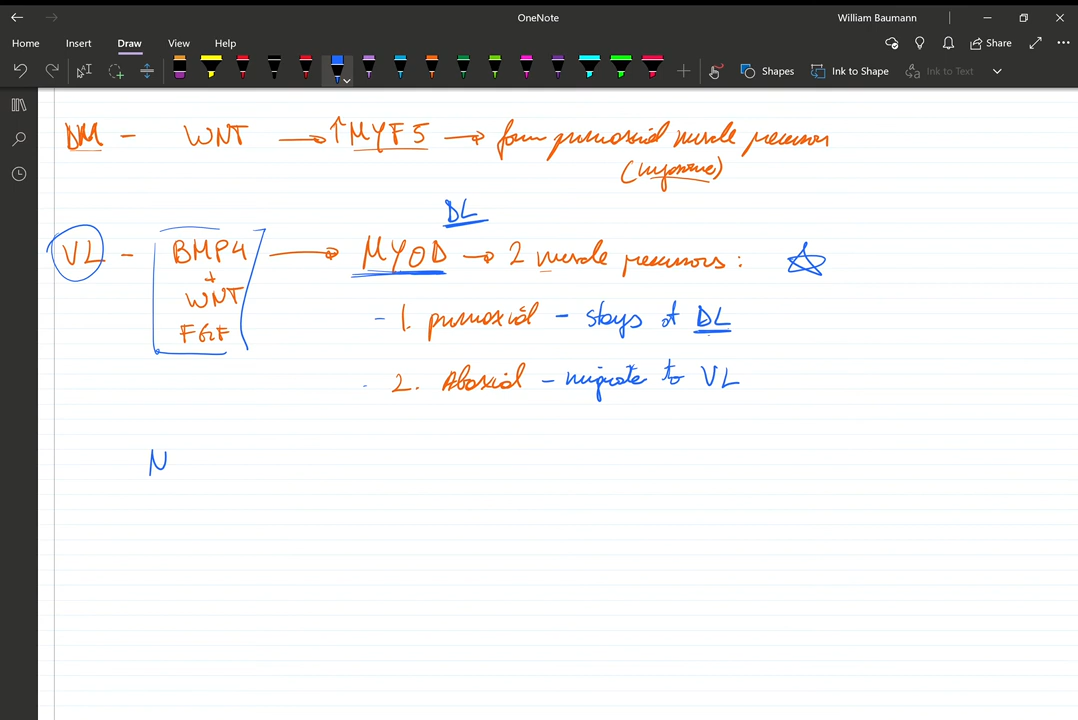 OneNote
William Baumann
Home Insert Draw View Help
Share
Shapes
Ink to Shape
Ink to Text
DM - WNT → ↑MYF5 → form primaxial muscle precursors
DL
VL - BMP4 → MYOD → 2 muscle precursors:
+
WNT
FGF
- 1. primaxial - stays at DL
- 2. Abaxial - migrate to VL
N